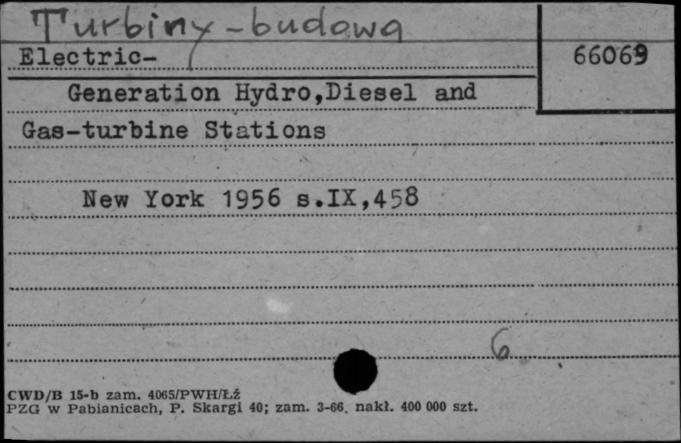 Turbiny - budowa
Electric-
66069
Generation Hydro,Diesel and
Gas-turbine Stations
New York 1956 s.IX,458
6
CWD/B 15-b zam. 4065/PWH/Łź
PZG w Pabianicach, P. Skargi 40; zam. 3-66. nakł. 400 000 szt.